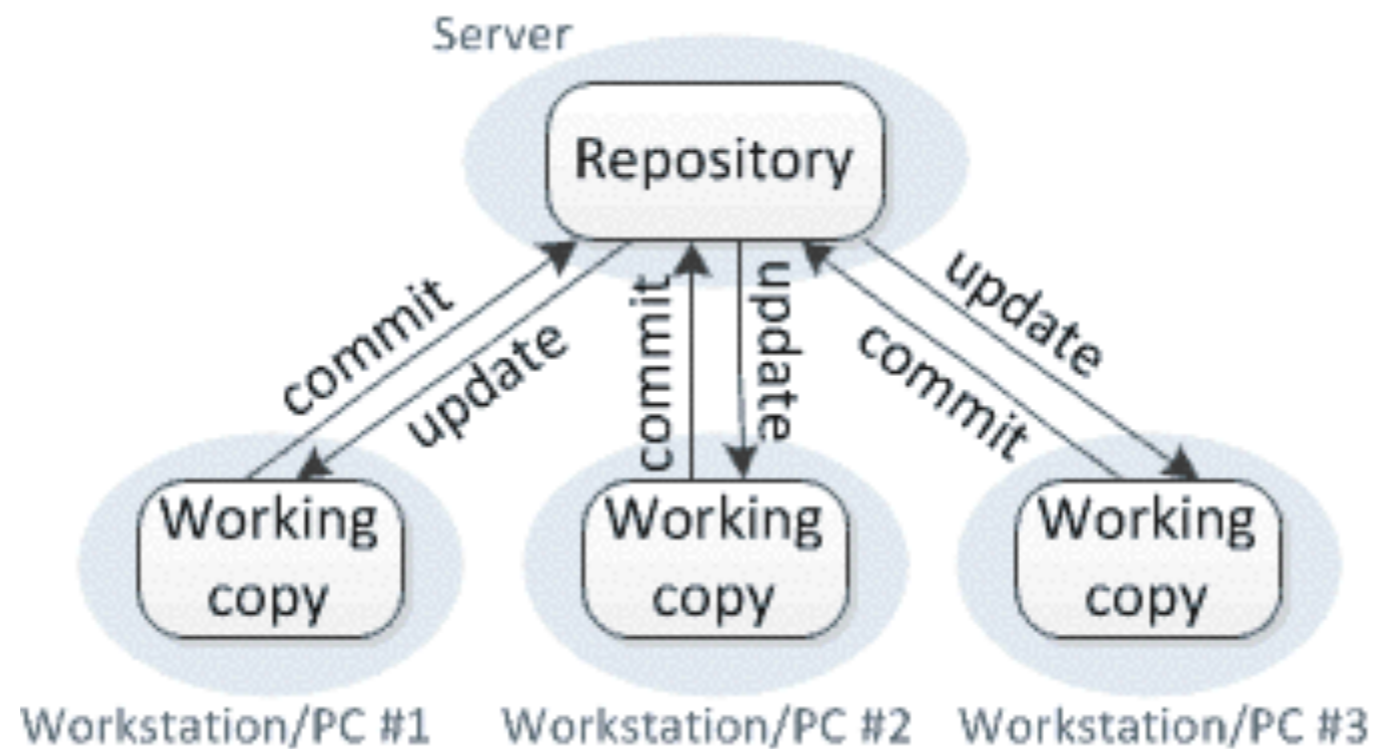 Server
Repository
commit
update
commit
update
commit
update
Working
copy
Working
copy
Working
copy
Workstation/PC #1
Workstation/PC #2
Workstation/PC #3